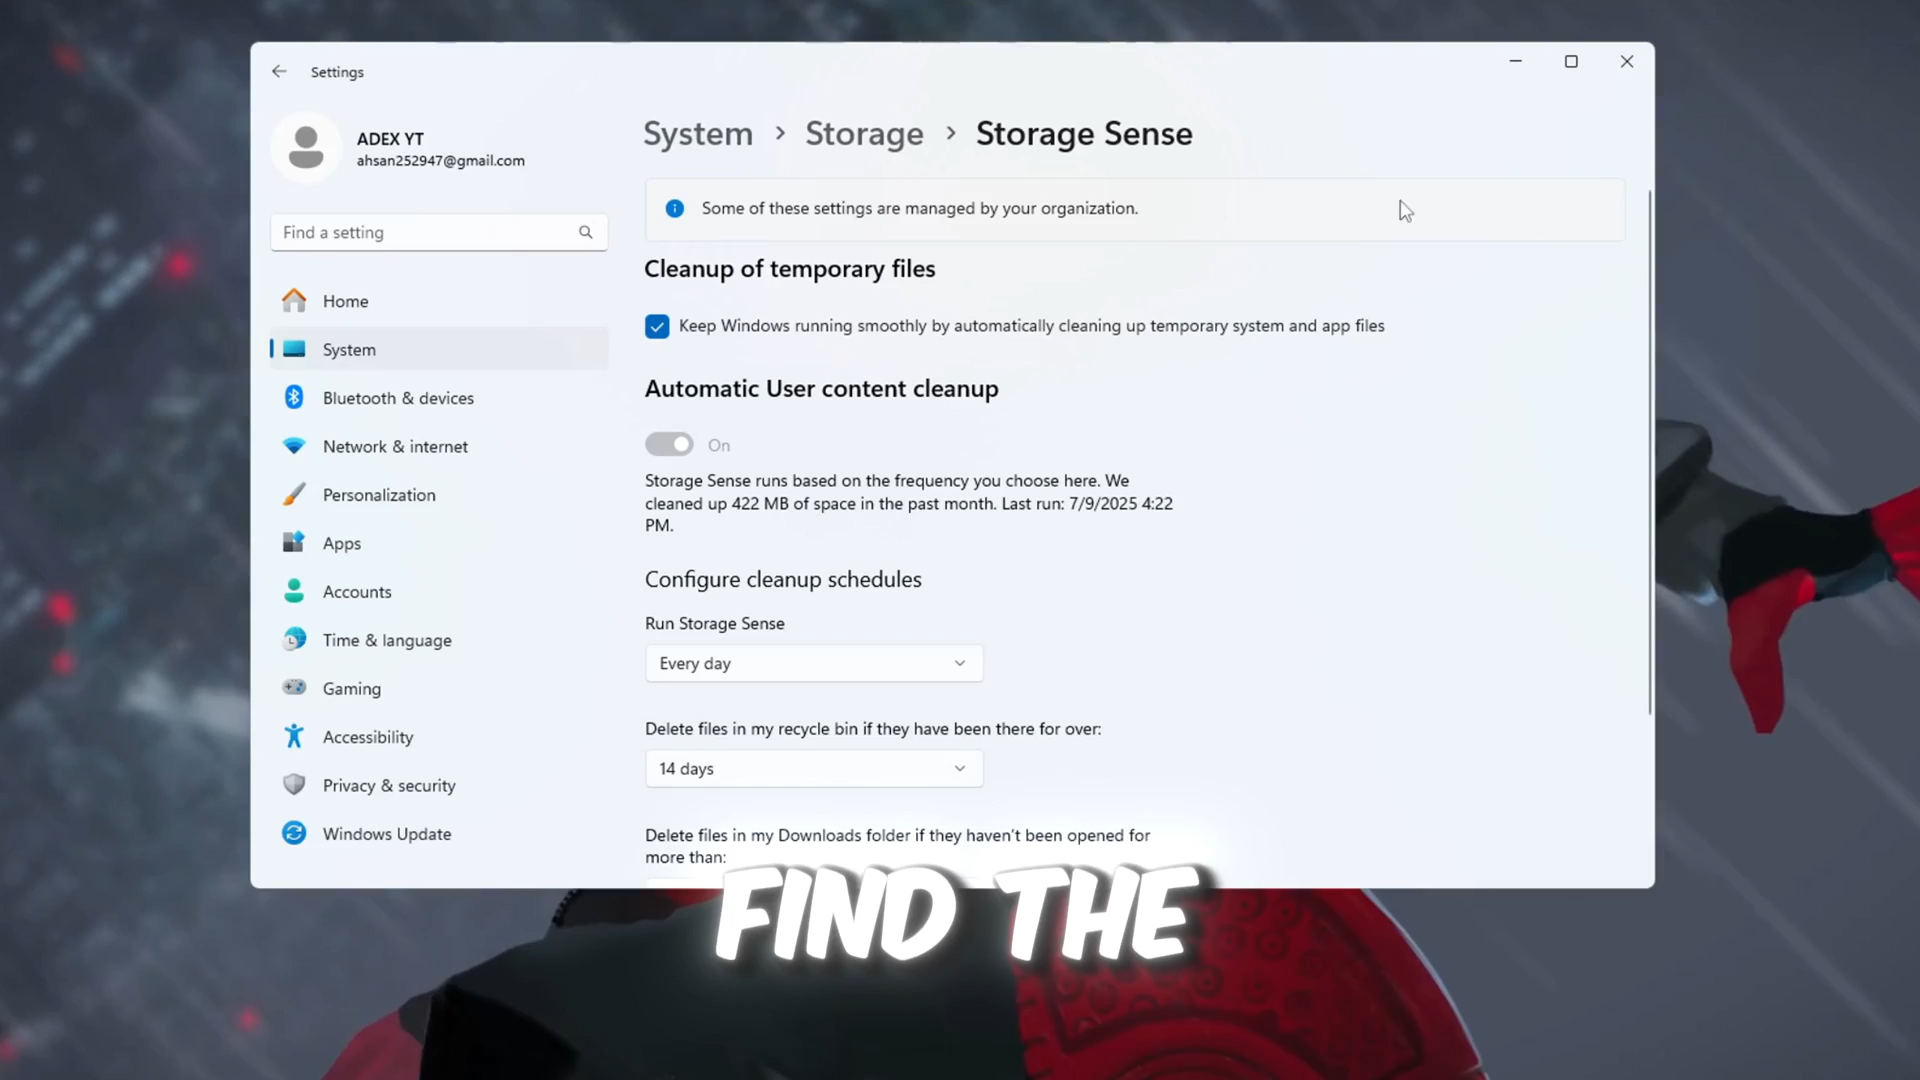 Settings
ADEX YT
ahsan252947@gmail.com
Find a setting
Home
System
Bluetooth & devices
Network & internet
Personalization
Apps
Accounts
Time & language
Gaming
Accessibility
Privacy & security
Windows Update
System > Storage > Storage Sense
Some of these settings are managed by your organization.
Cleanup of temporary files
Keep Windows running smoothly by automatically cleaning up temporary system and app files
Automatic User content cleanup
On
Storage Sense runs based on the frequency you choose here. We
cleaned up 422 MB of space in the past month. Last run: 7/9/2025 4:22
PM.
Configure cleanup schedules
Run Storage Sense
Every day
Delete files in my recycle bin if they have been there for over:
14 days
Delete files in my Downloads folder if they haven't been opened for
more than:
FIND THE